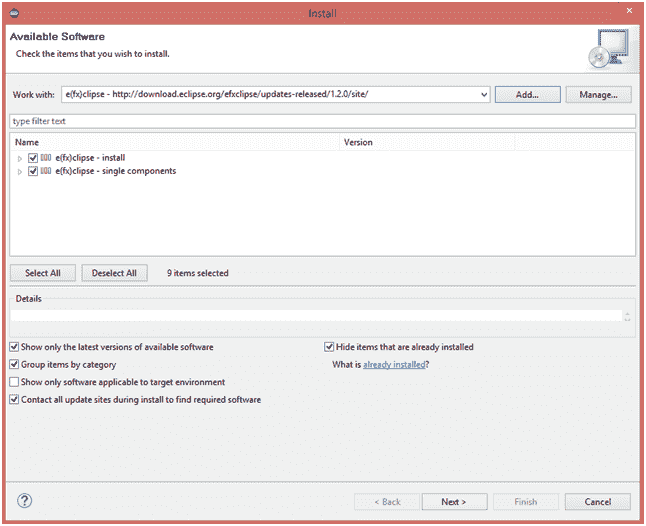 Install
Available Software
Check the items that you wish to install.
Work with: e(fx)clipse - http://download.eclipse.org/efxclipse/updates-released/1.2.0/site/ Add... Manage...
type filter text
Name Version
e(fx)clipse - install
e(fx)clipse - single components
Select All Deselect All 9 items selected
Details
Show only the latest versions of available software Hide items that are already installed
Group items by category What is already installed?
Show only software applicable to target environment
Contact all update sites during install to find required software
? < Back Next > Finish Cancel